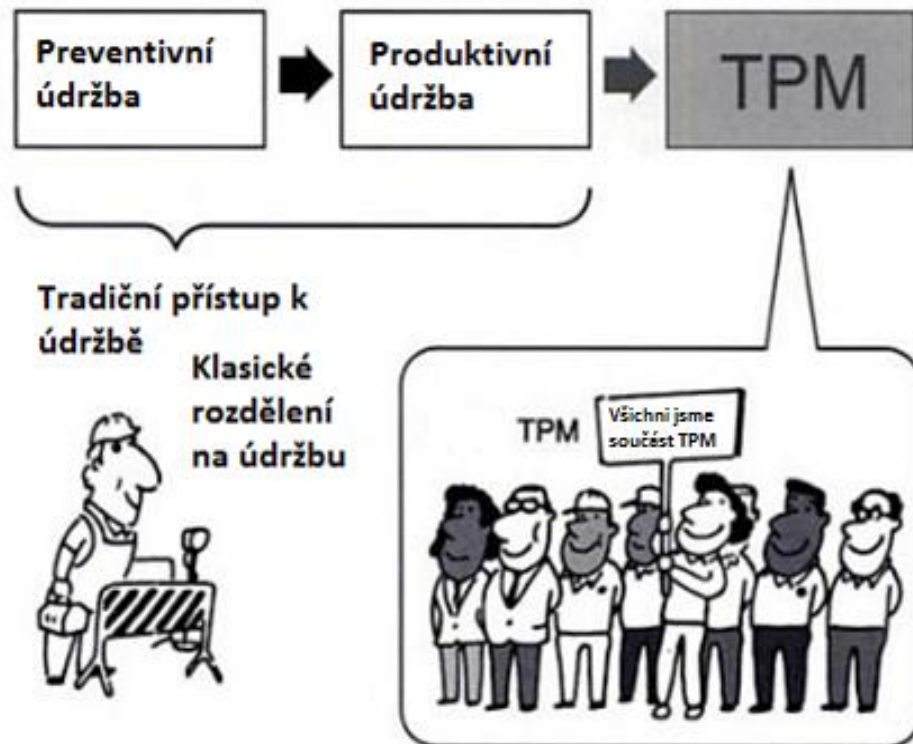 Preventivní
údržba
Produktivní
údržba
TPM
Tradiční přístup k
údržbě
Klasické
rozdělení
na údržbu
TPM
Všichni jsme
součást TPM